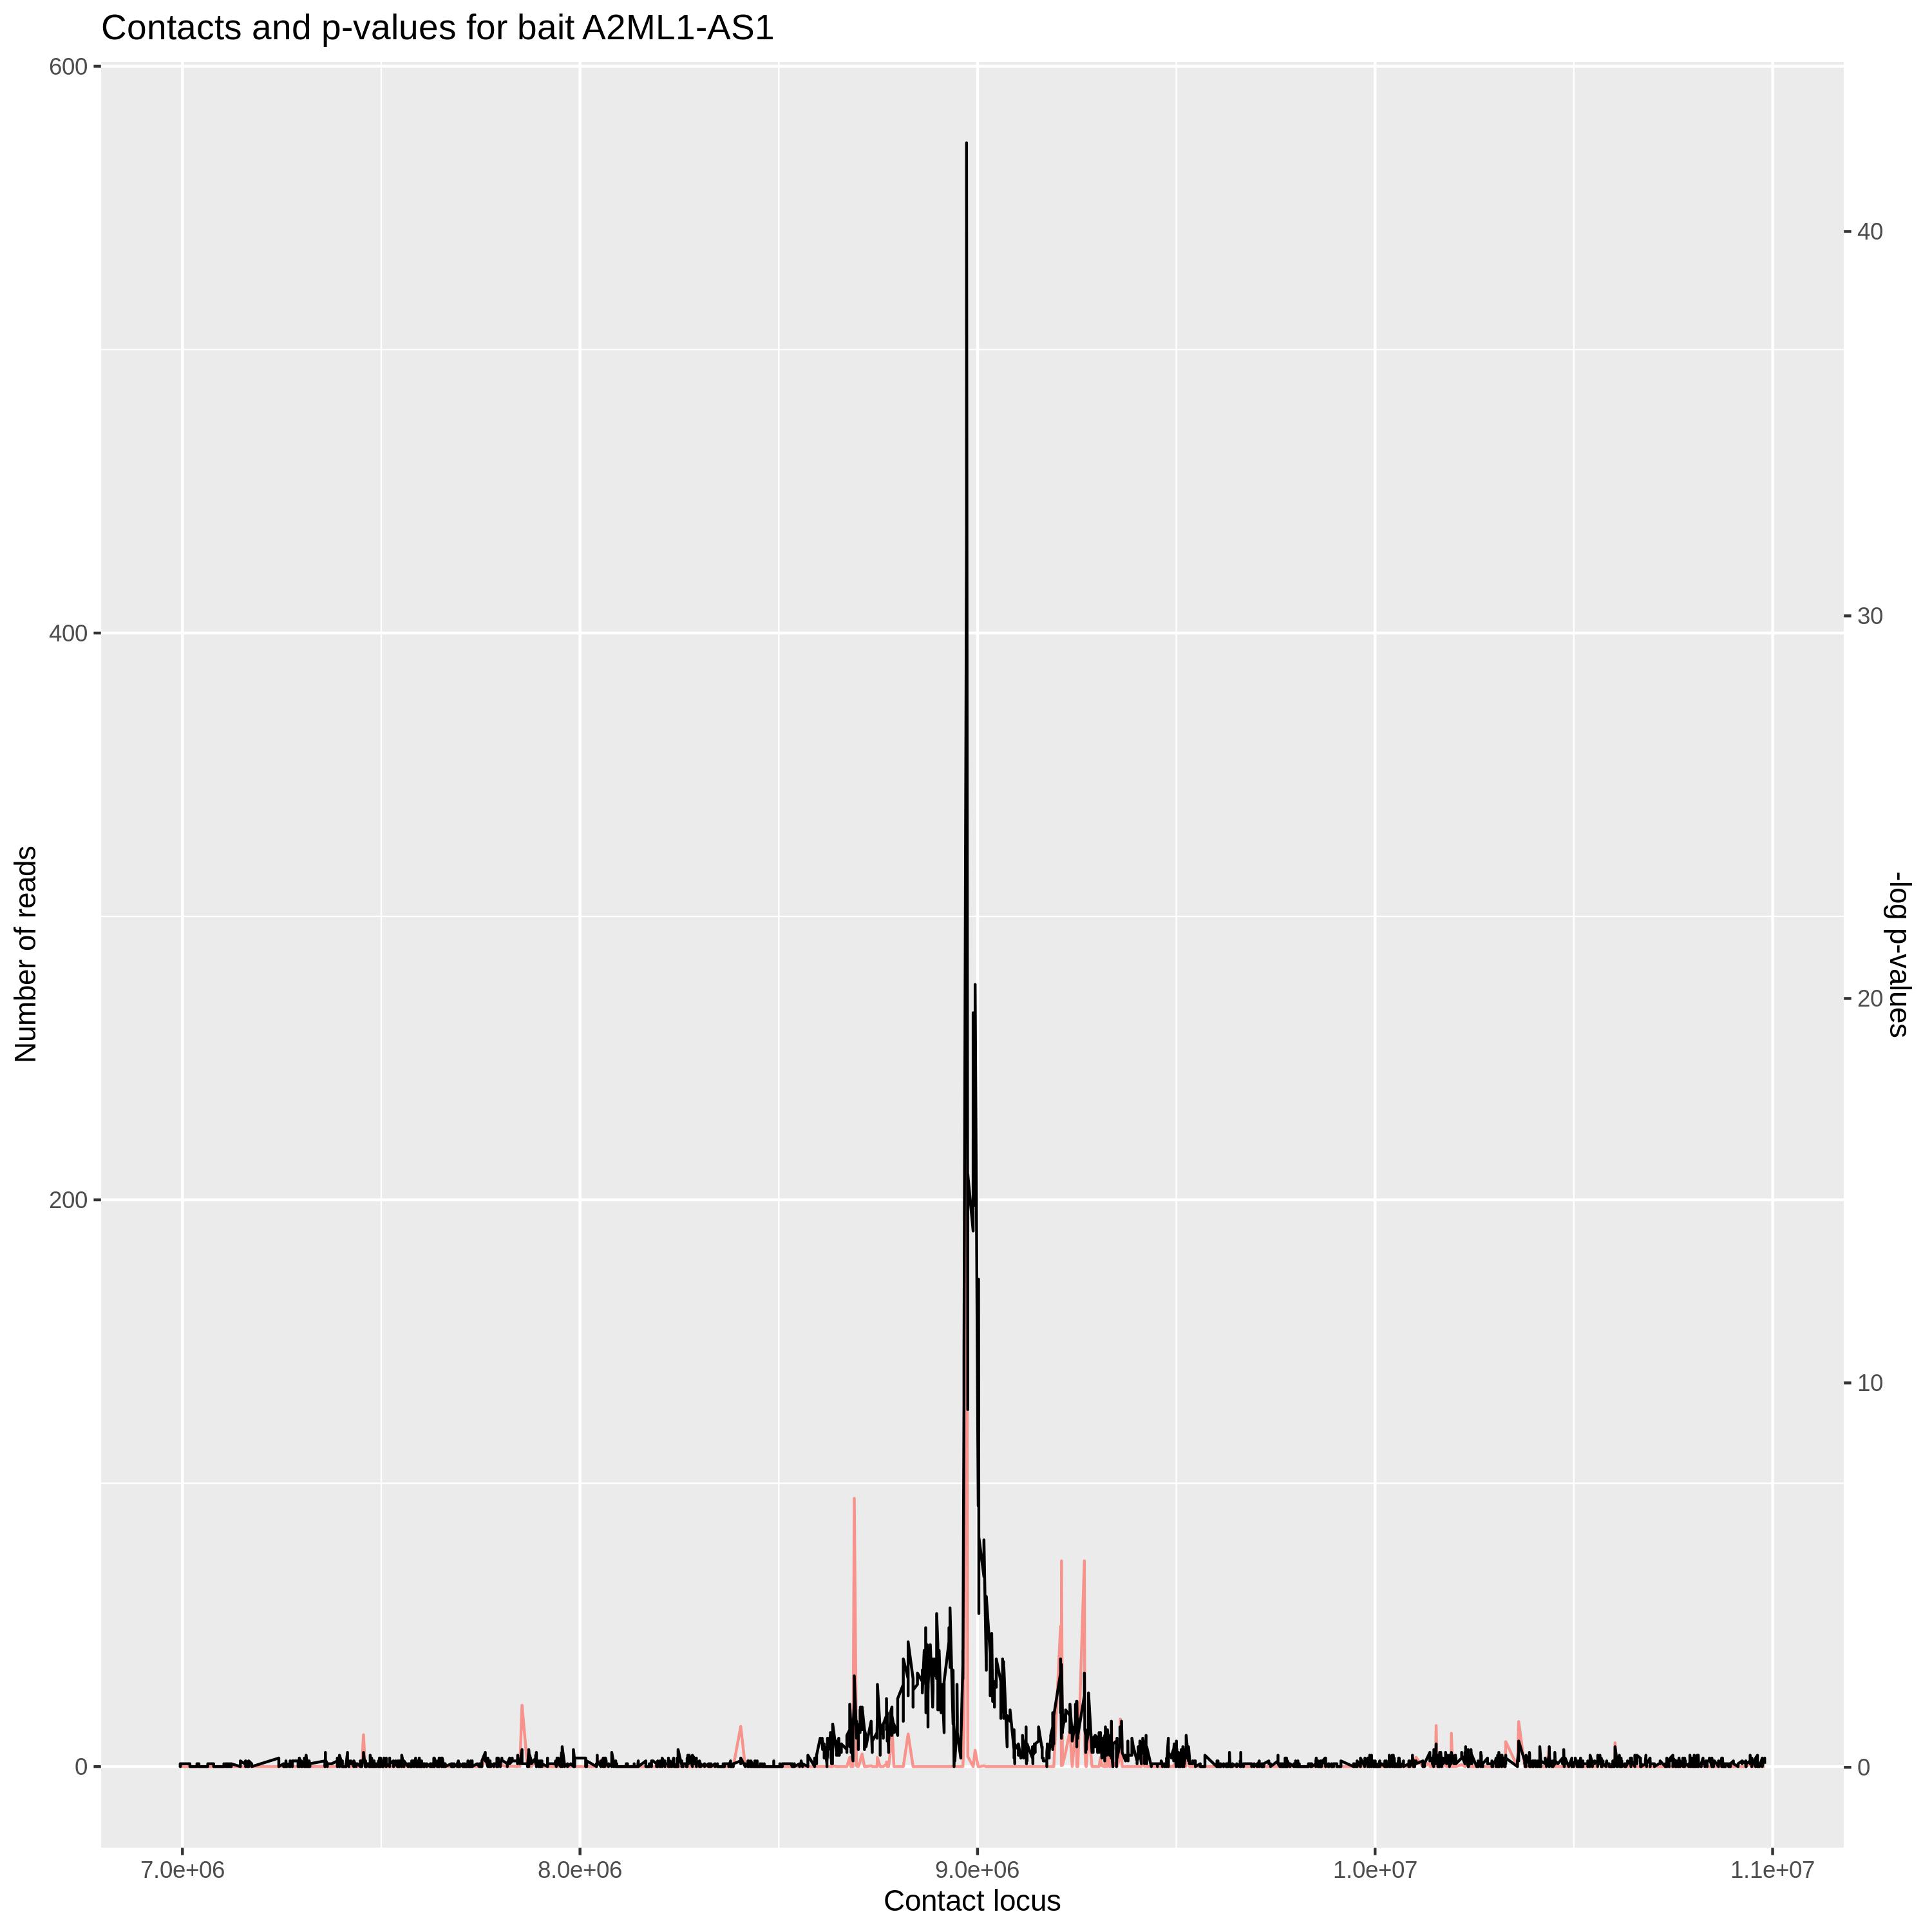 Contacts and p-values for bait A2ML1-AS1
600
400
200
0
Number of reads
40
30
20
10
0
-log p-values
7.0e+06
8.0e+06
9.0e+06
1.0e+07
1.1e+07
Contact locus